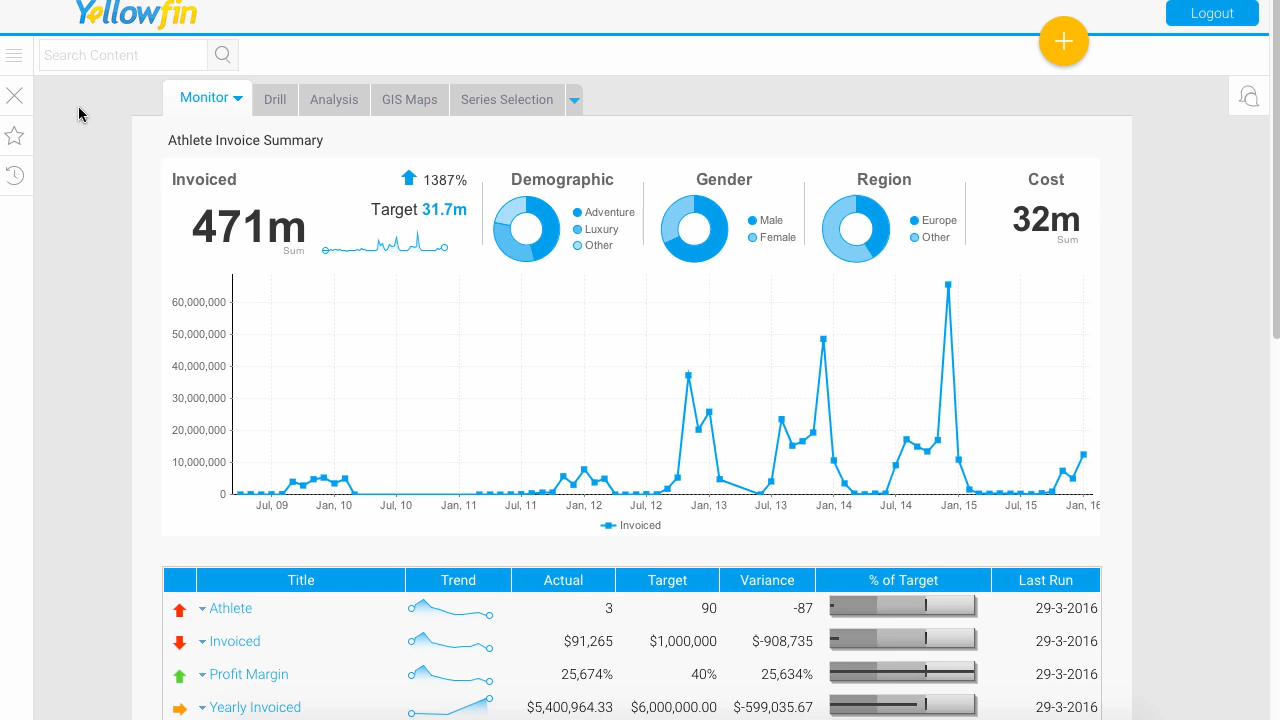 Yellowfin
Logout
Search Content
Monitor Drill Analysis GIS Maps Series Selection
Athlete Invoice Summary
Invoiced
1387%
471m
Sum
Target 31.7m
Demographic
Adventure
Luxury
Other
Gender
Male
Female
Region
Europe
Other
Cost
32m
Sum
60,000,000
50,000,000
40,000,000
30,000,000
20,000,000
10,000,000
0
Jul, 09 Jan, 10 Jul, 10 Jan, 11 Jul, 11 Jan, 12 Jul, 12 Jan, 13 Jul, 13 Jan, 14 Jul, 14 Jan, 15 Jul, 15 Jan, 16
Invoiced
Title Trend Actual Target Variance % of Target Last Run
Athlete 3 90 -87 29-3-2016
Invoiced $91,265 $1,000,000 $-908,735 29-3-2016
Profit Margin 25,674% 40% 25,634% 29-3-2016
Yearly Invoiced $5,400,964.33 $6,000,000.00 $-599,035.67 29-3-2016